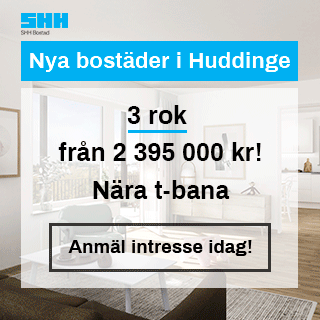 SHH
SHH Bostad
Nya bostäder i Huddinge
3 rok
från 2 395 000 kr!
Nära t-bana
Anmäl intresse idag!